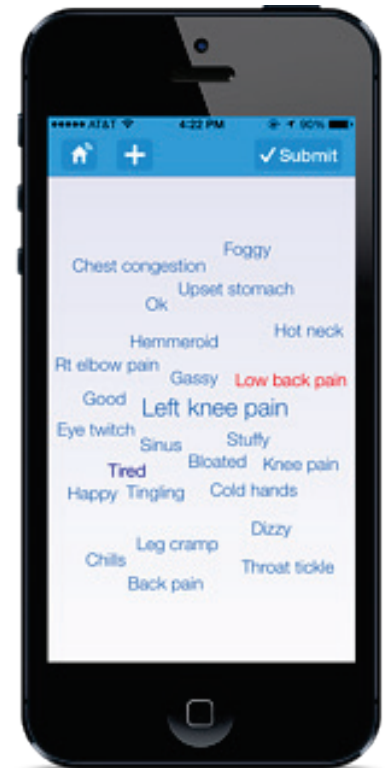 AT&T 4:22 PM 90%
Submit
Foggy
Chest congestion
Upset stomach
Ok
Hot neck
Hemmeroid
Rt elbow pain
Gassy
Low back pain
Good
Left knee pain
Eye twitch
Sinus
Stuffy
Bloated
Knee pain
Tired
Happy
Tingling
Cold hands
Dizzy
Leg cramp
Chills
Throat tickle
Back pain